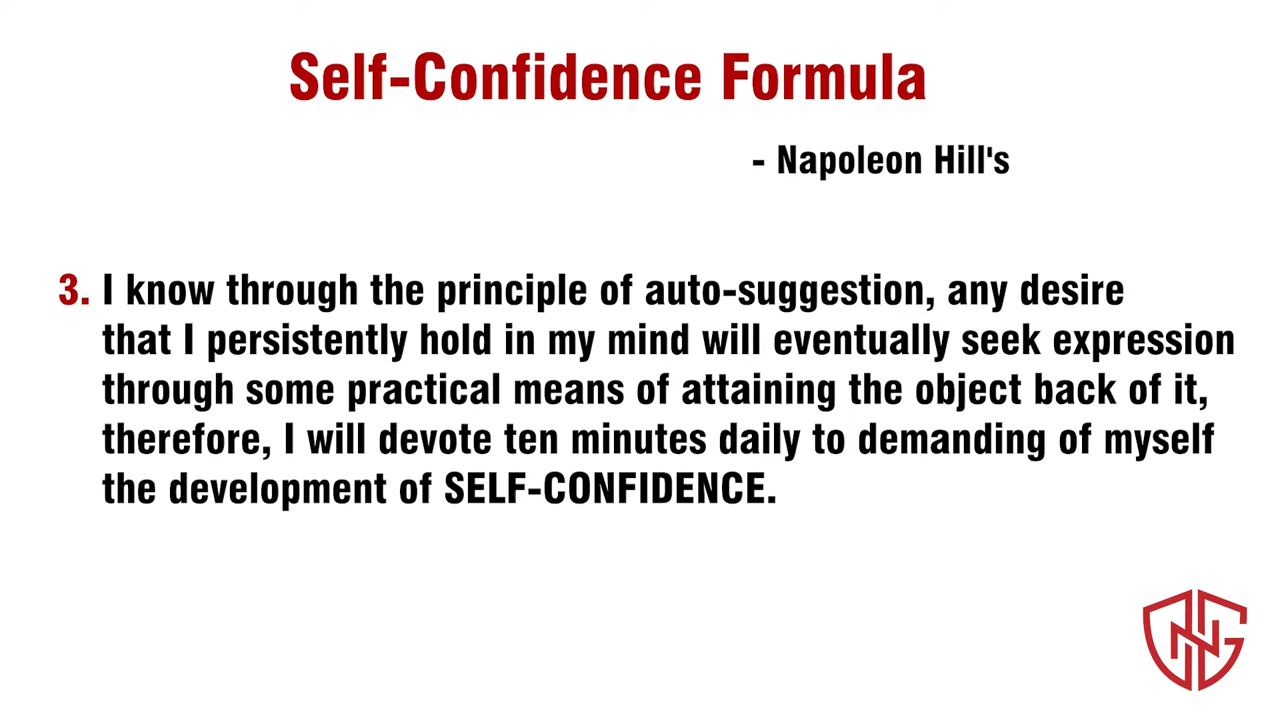 Self-Confidence Formula
- Napoleon Hill's
3. I know through the principle of auto-suggestion, any desire
that I persistently hold in my mind will eventually seek expression
through some practical means of attaining the object back of it,
therefore, I will devote ten minutes daily to demanding of myself
the development of SELF-CONFIDENCE.